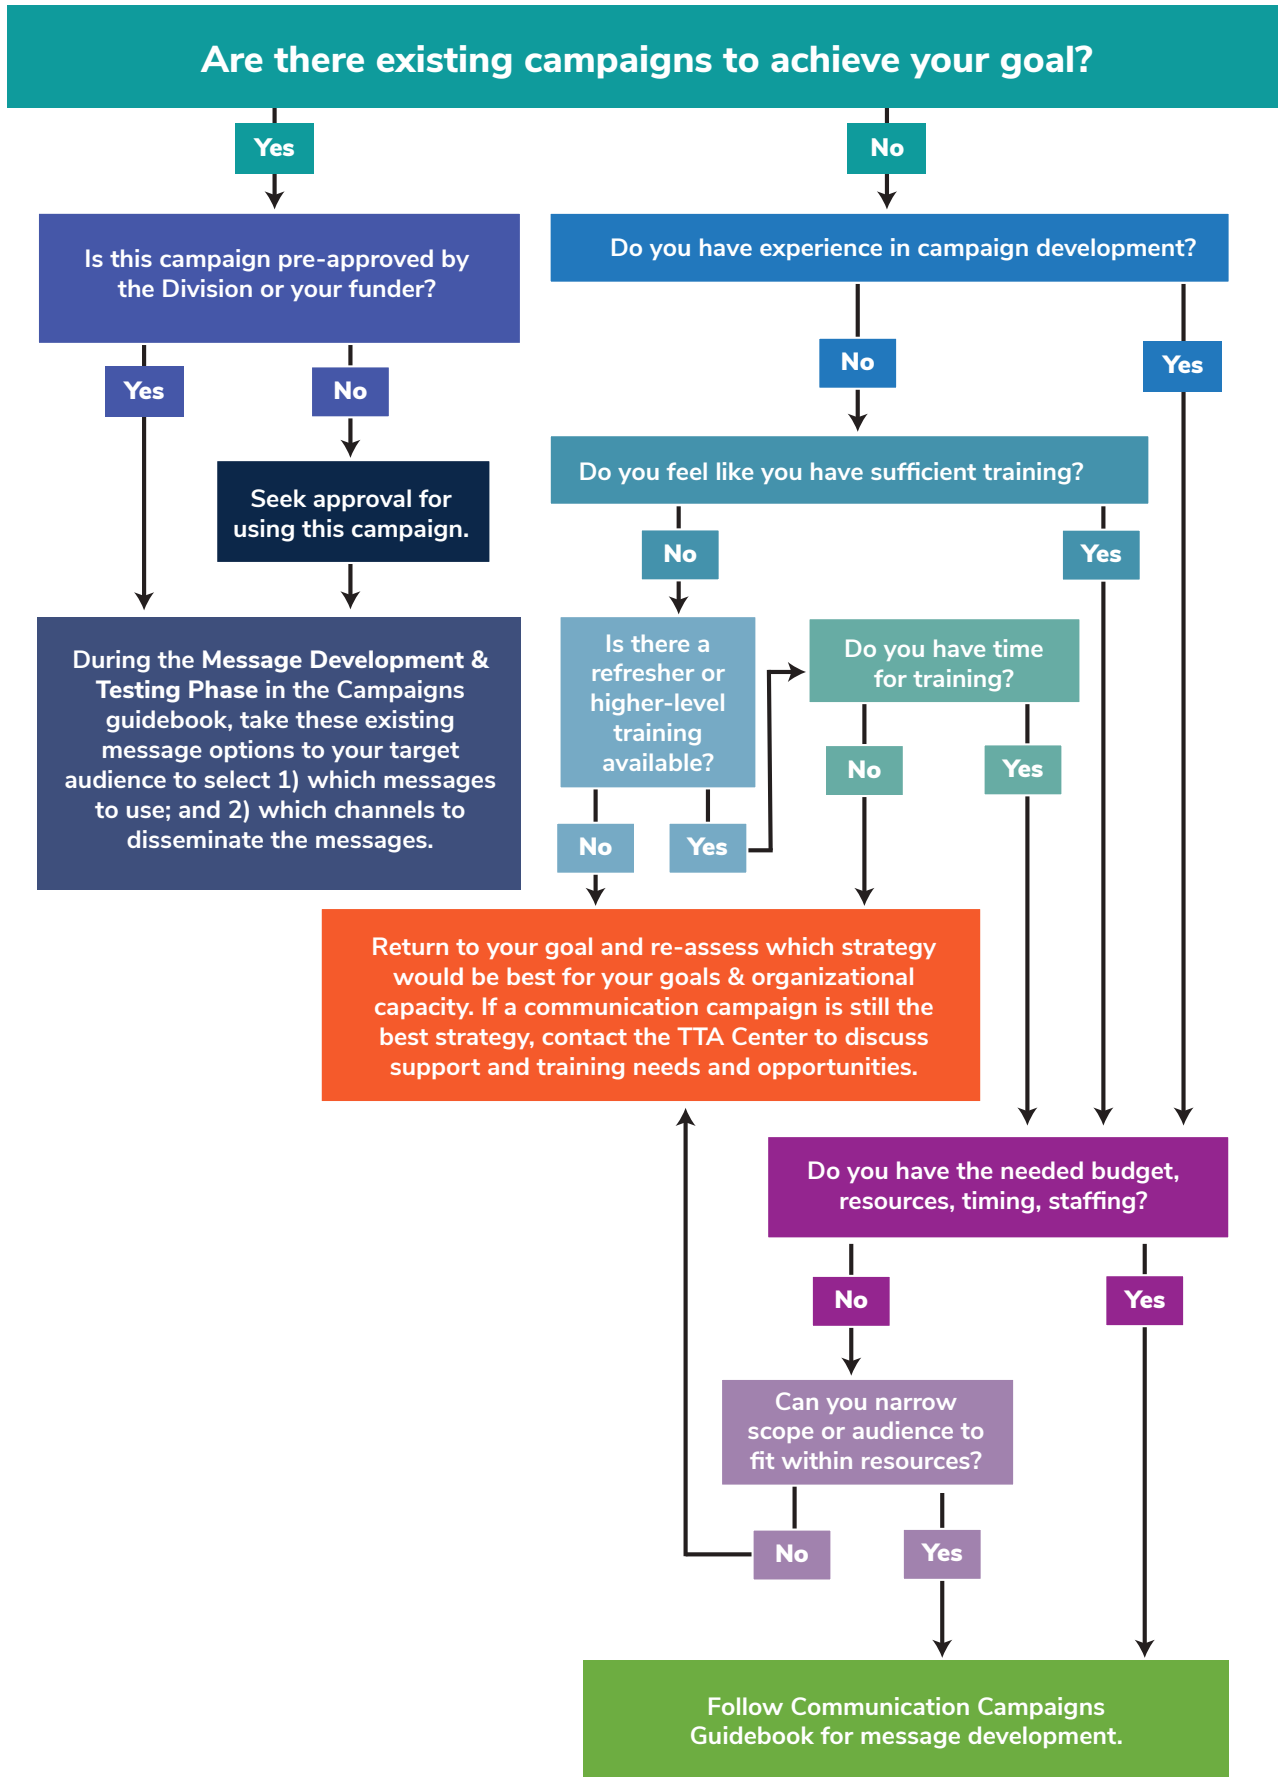 Are there existing campaigns to achieve your goal?
Yes
No
Is this campaign pre-approved by
the Division or your funder?
Do you have experience in campaign development?
Yes
No
No
Yes
Seek approval for
using this campaign.
Do you feel like you have sufficient training?
No
Yes
During the Message Development &
Testing Phase in the Campaigns
guidebook, take these existing
message options to your target
audience to select 1) which messages
to use; and 2) which channels to
disseminate the messages.
Is there a
refresher or
higher-level
training
available?
Do you have time
for training?
No
Yes
No
Yes
Return to your goal and re-assess which strategy
would be best for your goals & organizational
capacity. If a communication campaign is still the
best strategy, contact the TTA Center to discuss
support and training needs and opportunities.
Do you have the needed budget,
resources, timing, staffing?
No
Yes
Can you narrow
scope or audience to
fit within resources?
No
Yes
Follow Communication Campaigns
Guidebook for message development.